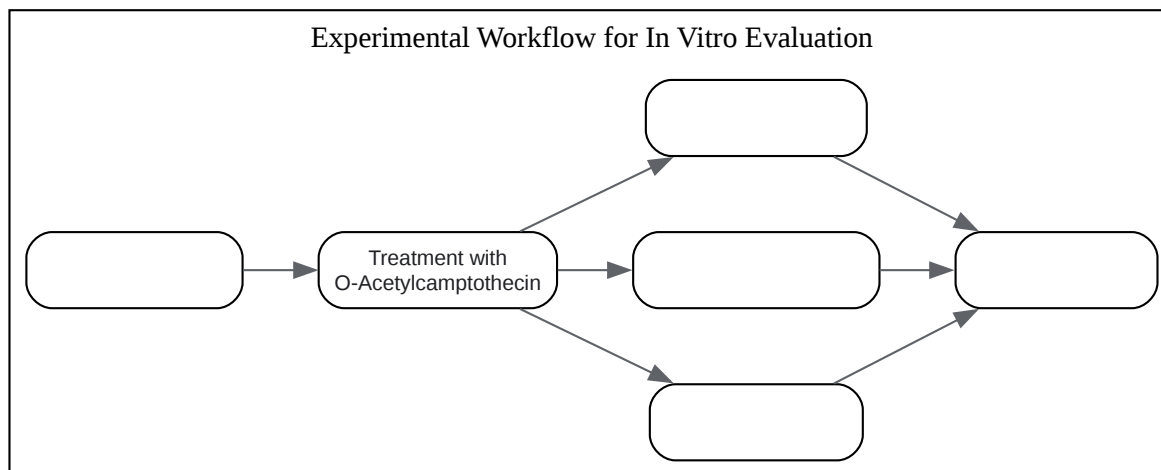 Experimental Workflow for In Vitro Evaluation
Treatment with
O-Acetylcamptothecin